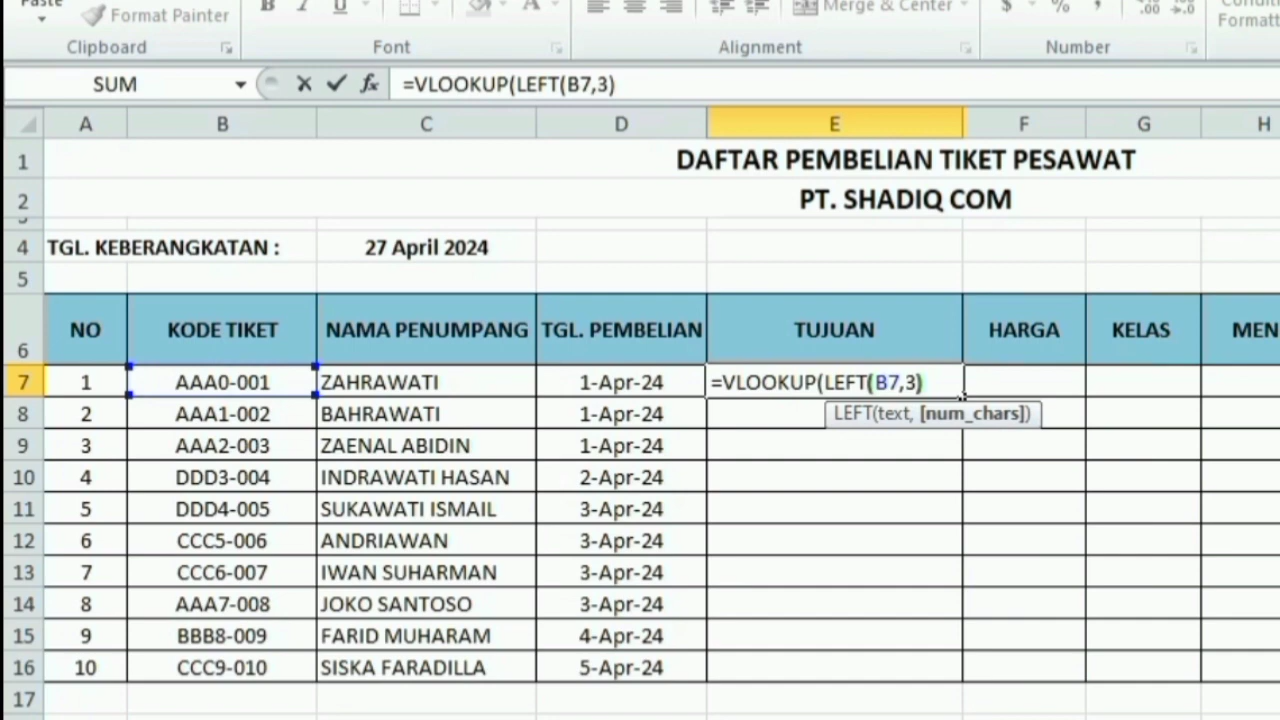 Paste
Format Painter
B I U A Merge & Center $ % , .00 .00
Clipboard Font Alignment Number Formatt
SUM fx =VLOOKUP(LEFT(B7,3)
A B C D E F G H
1 DAFTAR PEMBELIAN TIKET PESAWAT
2 PT. SHADIQ COM
4 TGL. KEBERANGKATAN : 27 April 2024
5
6 NO KODE TIKET NAMA PENUMPANG TGL. PEMBELIAN TUJUAN HARGA KELAS MEN
7 1 AAA0-001 ZAHRAWATI 1-Apr-24 =VLOOKUP(LEFT(B7,3)
8 2 AAA1-002 BAHRAWATI 1-Apr-24 LEFT(text, [num_chars])
9 3 AAA2-003 ZAENAL ABIDIN 1-Apr-24
10 4 DDD3-004 INDRAWATI HASAN 2-Apr-24
11 5 DDD4-005 SUKAWATI ISMAIL 3-Apr-24
12 6 CCC5-006 ANDRIAWAN 3-Apr-24
13 7 CCC6-007 IWAN SUHARMAN 3-Apr-24
14 8 AAA7-008 JOKO SANTOSO 3-Apr-24
15 9 BBB8-009 FARID MUHARAM 4-Apr-24
16 10 CCC9-010 SISKA FARADILLA 5-Apr-24
17